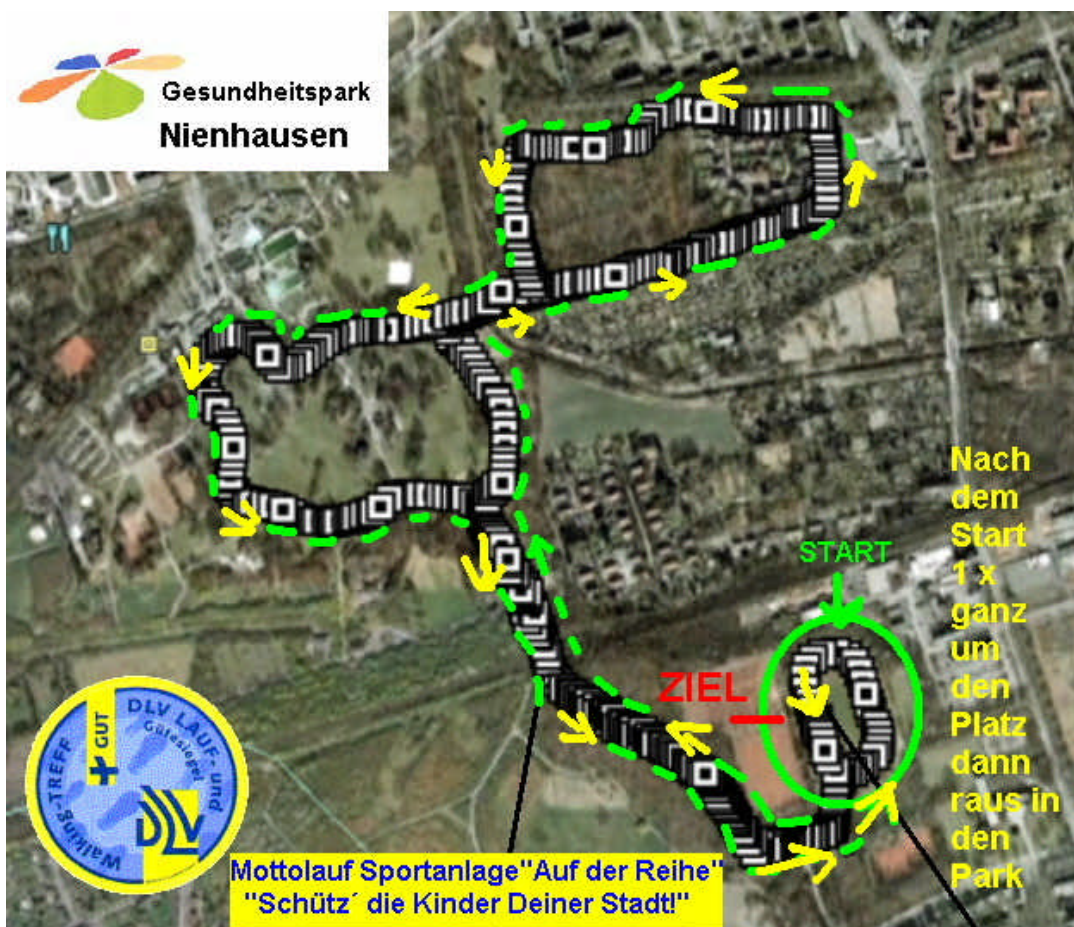 Gesundheitspark
Nienhausen
Nach
dem
Start
1 x
ganz
um
den
Platz
dann
raus in
den
Park
START
ZIEL
DLV LAUF- und
Walking-TREFF
Gütesiegel
GUT
DLV
Mottolauf Sportanlage"Auf der Reihe"
"Schütz´ die Kinder Deiner Stadt!"